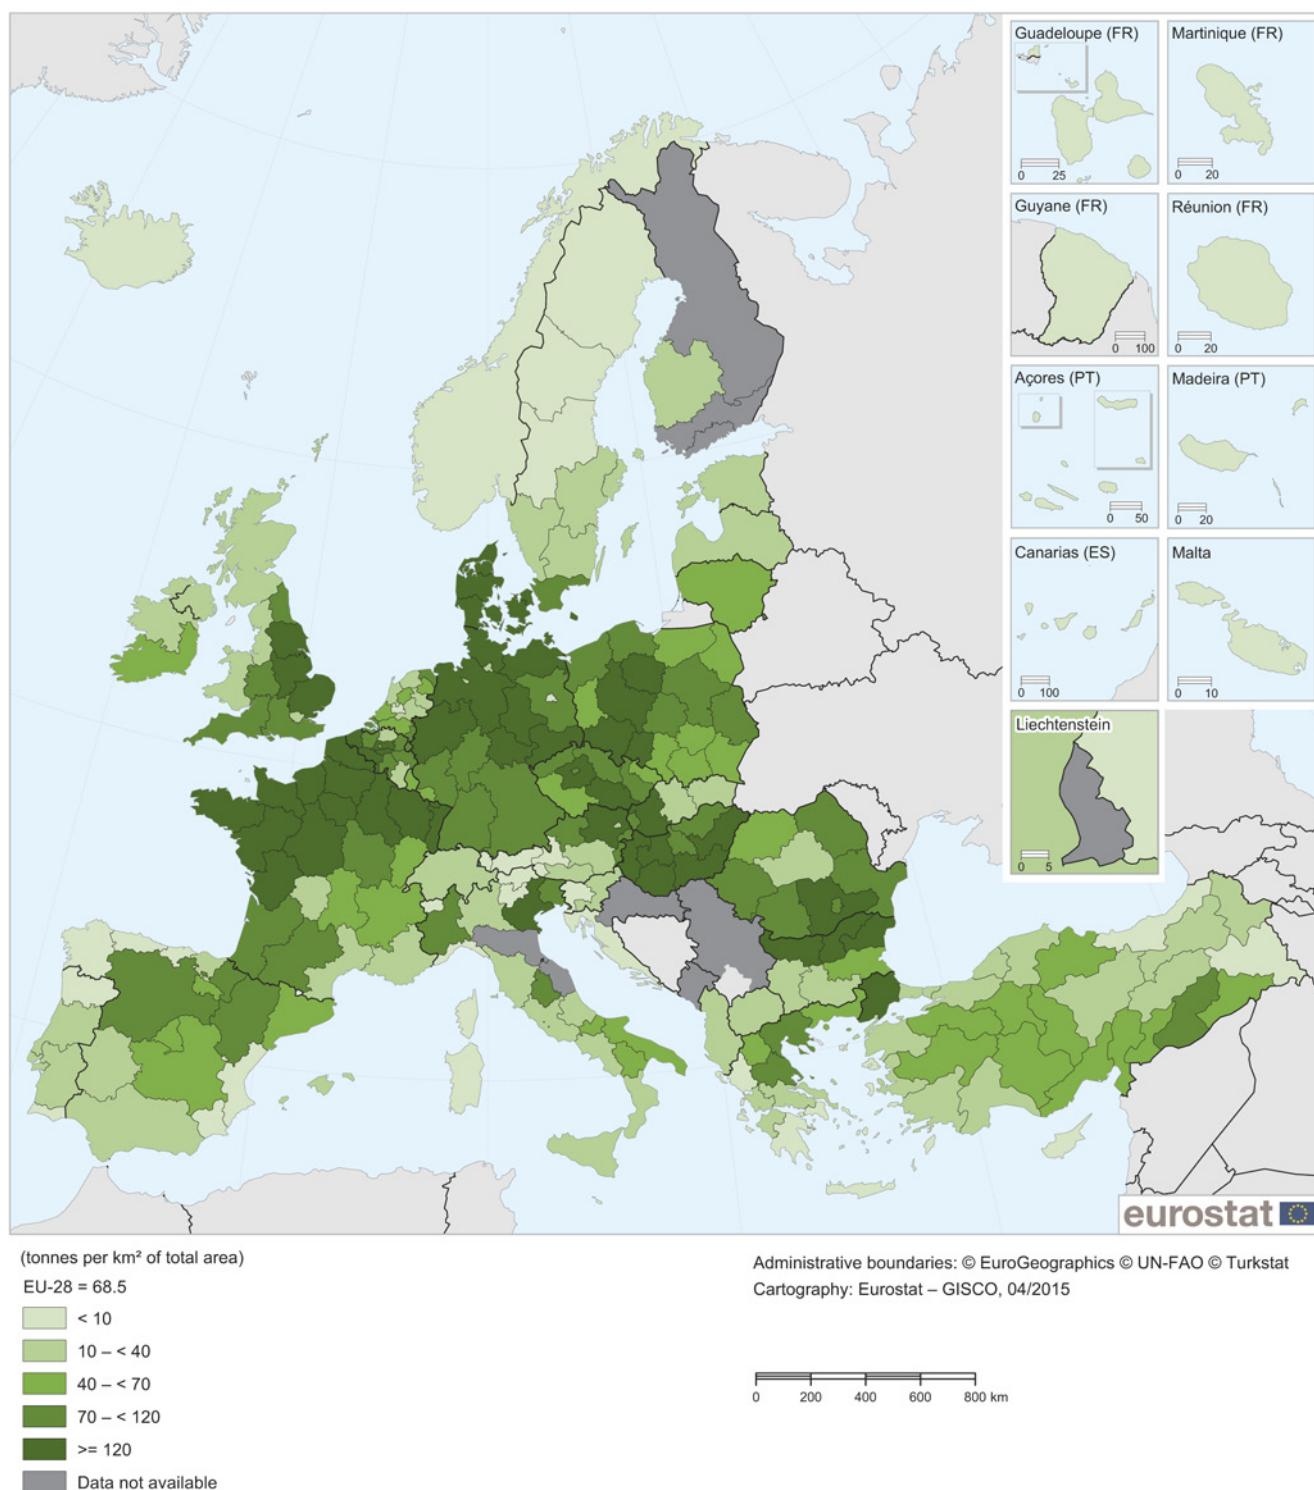 Guadeloupe (FR)
0 25
Martinique (FR)
0 20
Guyane (FR)
0 100
Réunion (FR)
0 20
Açores (PT)
0 50
Madeira (PT)
0 20
Canarias (ES)
0 100
Malta
0 10
Liechtenstein
0 5
eurostat
(tonnes per km² of total area)
EU-28 = 68.5
< 10
10 – < 40
40 – < 70
70 – < 120
>= 120
Data not available
Administrative boundaries: © EuroGeographics © UN-FAO © Turkstat
Cartography: Eurostat – GISCO, 04/2015
0 200 400 600 800 km